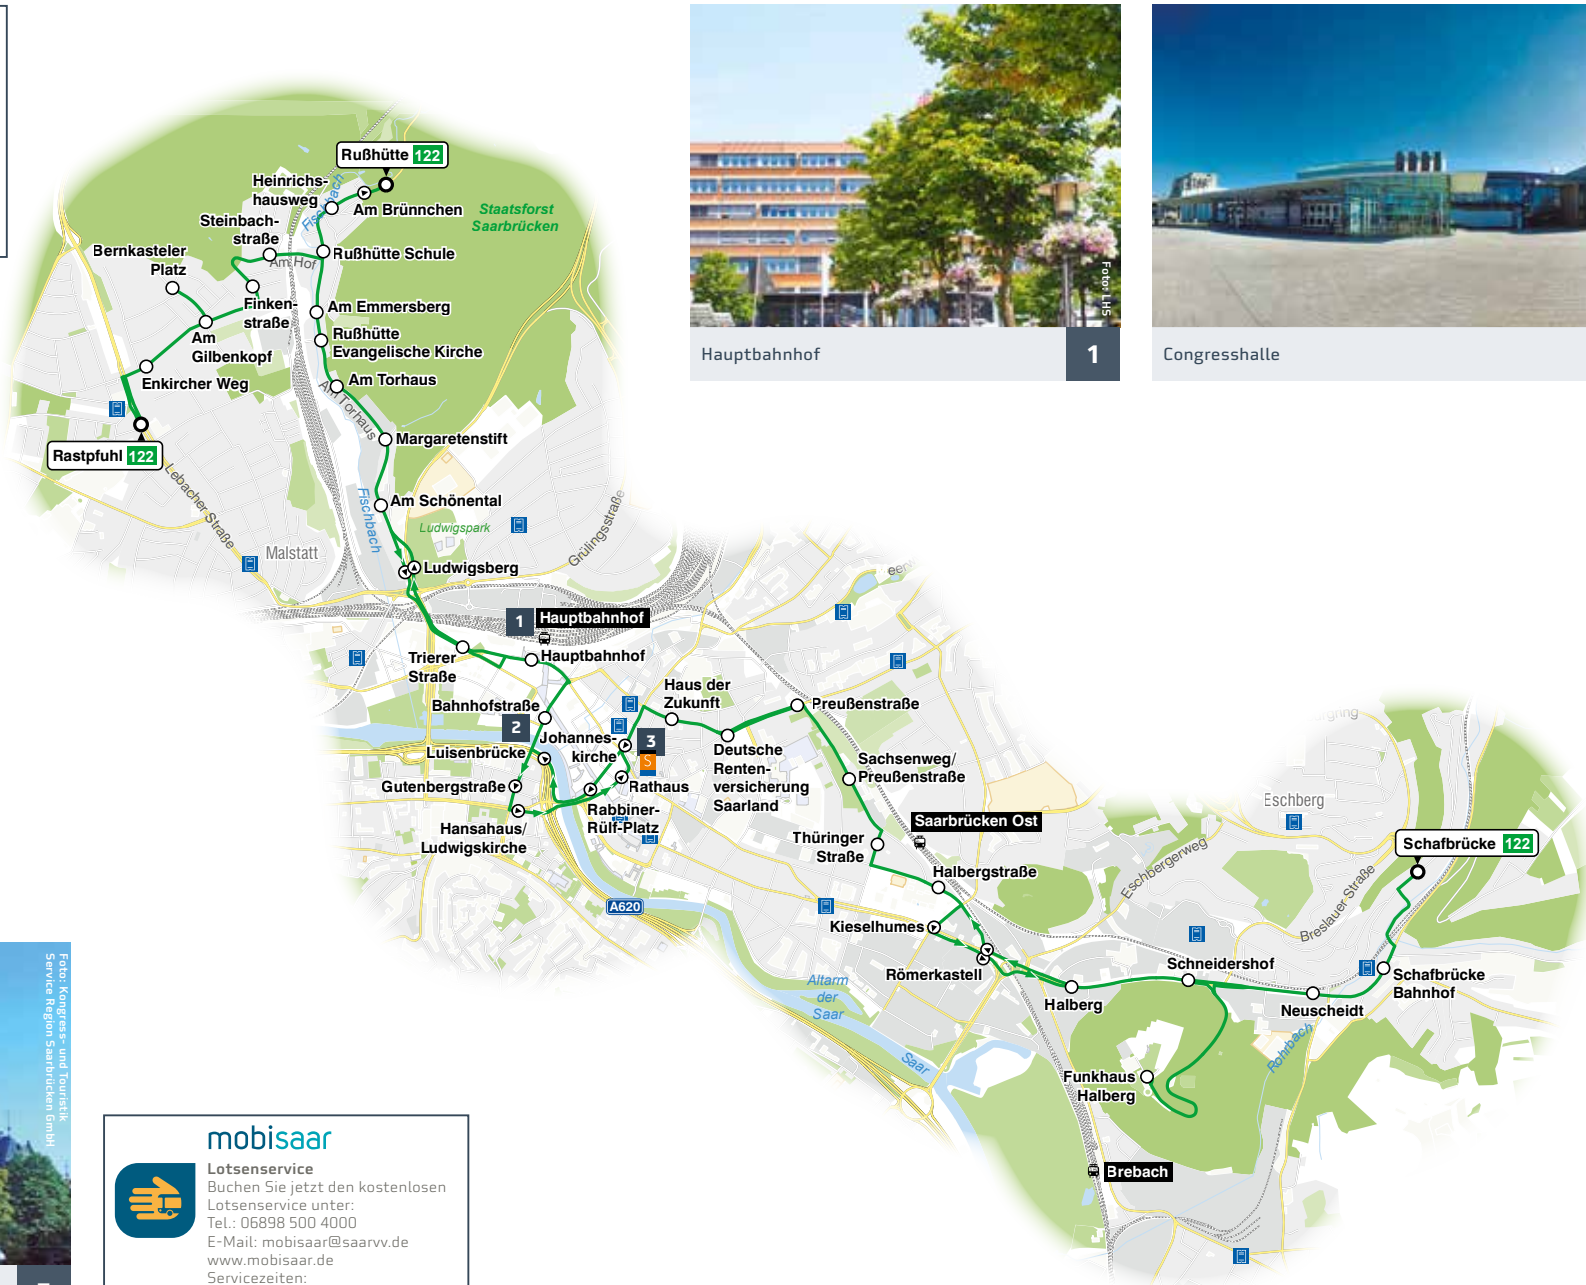 Foto: LHS
Hauptbahnhof
1
Congresshalle
Rußhütte 122
Heinrichs-
hausweg
Fischbach
Am Brünnchen
Staatsforst
Saarbrücken
Steinbach-
straße
Am Hof
Rußhütte Schule
Bernkasteler
Platz
Finken-
straße
Am Emmersberg
Am
Gilbenkopf
Rußhütte
Evangelische Kirche
Enkircher Weg
Am Torhaus
Am Torhaus
Rastpfuhl 122
Margaretenstift
Lebacher Straße
Fischbach
Am Schönental
Ludwigspark
Grülingsstraße
Malstatt
Ludwigsberg
1
Hauptbahnhof
Hauptbahnhof
Trierer
Straße
Bahnhofstraße
2
Haus der
Zukunft
Preußenstraße
Johannes-
kirche
3
S
Luisenbrücke
Deutsche
Renten-
versicherung
Saarland
Sachsenweg/
Preußenstraße
Gutenbergstraße
Rathaus
Rabbiner-
Rülf-Platz
Hansahaus/
Ludwigskirche
Thüringer
Straße
Saarbrücken Ost
Eschberg
Schafbrücke 122
Halbergstraße
Eschbergerweg
Breslauer Straße
A620
Kieselhumes
Römerkastell
Schneidershof
Schafbrücke
Bahnhof
Altarm
der
Saar
Halberg
Neuscheidt
Saar
Rohrbach
Funkhaus
Halberg
Brebach
Foto: Kongress- und Touristik
Service Region Saarbrücken GmbH
mobisaar
Lotsenservice
Buchen Sie jetzt den kostenlosen
Lotsenservice unter:
Tel.: 06898 500 4000
E-Mail: mobisaar@saarvv.de
www.mobisaar.de
Servicezeiten: